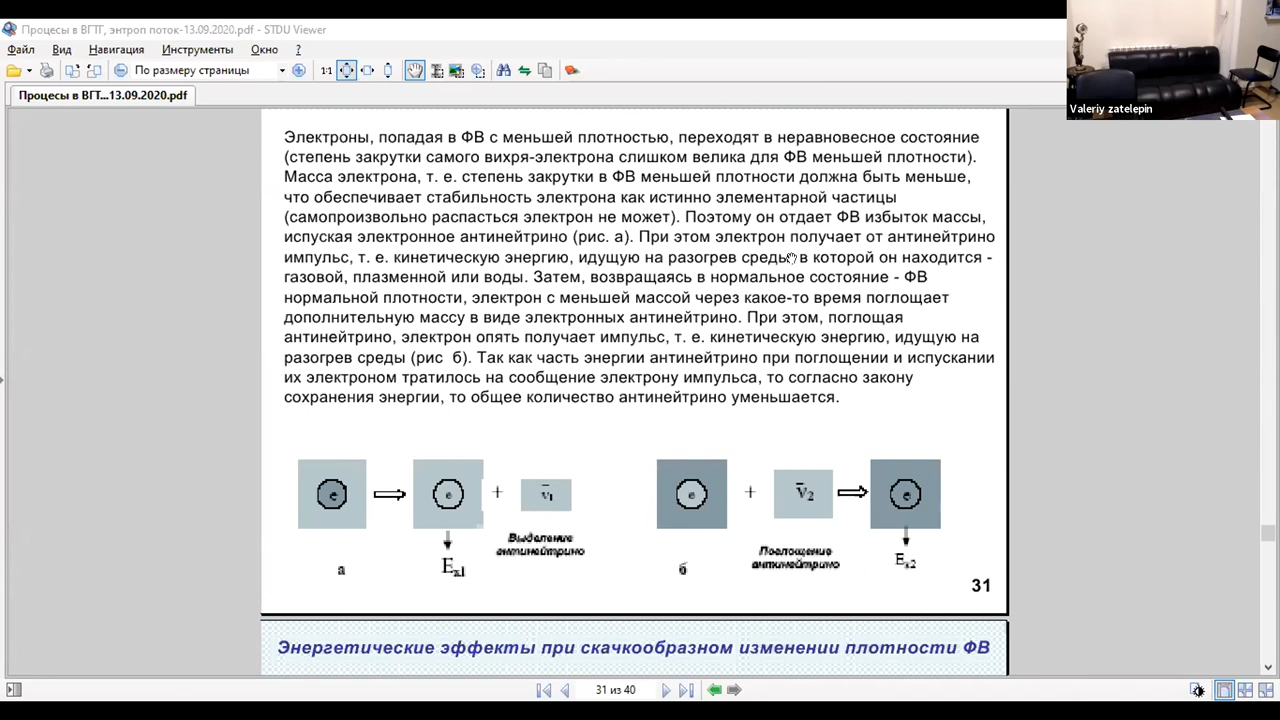 Процесы в ВГТГ, энтроп поток-13.09.2020.pdf - STDU Viewer
Файл Вид Навигация Инструменты Окно ?
По размеру страницы
1:1
Процесы в ВГТ...13.09.2020.pdf
Valeriy zatelepin
Электроны, попадая в ФВ с меньшей плотностью, переходят в неравновесное состояние
(степень закрутки самого вихря-электрона слишком велика для ФВ меньшей плотности).
Масса электрона, т. е. степень закрутки в ФВ меньшей плотности должна быть меньше,
что обеспечивает стабильность электрона как истинно элементарной частицы
(самопроизвольно распасться электрон не может). Поэтому он отдает ФВ избыток массы,
испуская электронное антинейтрино (рис. а). При этом электрон получает от антинейтрино
импульс, т. е. кинетическую энергию, идущую на разогрев среды в которой он находится -
газовой, плазменной или воды. Затем, возвращаясь в нормальное состояние - ФВ
нормальной плотности, электрон с меньшей массой через какое-то время поглощает
дополнительную массу в виде электронных антинейтрино. При этом, поглощая
антинейтрино, электрон опять получает импульс, т. е. кинетическую энергию, идущую на
разогрев среды (рис б). Так как часть энергии антинейтрино при поглощении и испускании
их электроном тратилось на сообщение электрону импульса, то согласно закону
сохранения энергии, то общее количество антинейтрино уменьшается.
e e + ν̄1 e + ν̄2 e
Выделение
антинейтрино
Поглощение
антинейтрино
а Eк1 б Eк2
31
Энергетические эффекты при скачкообразном изменении плотности ФВ
31 из 40